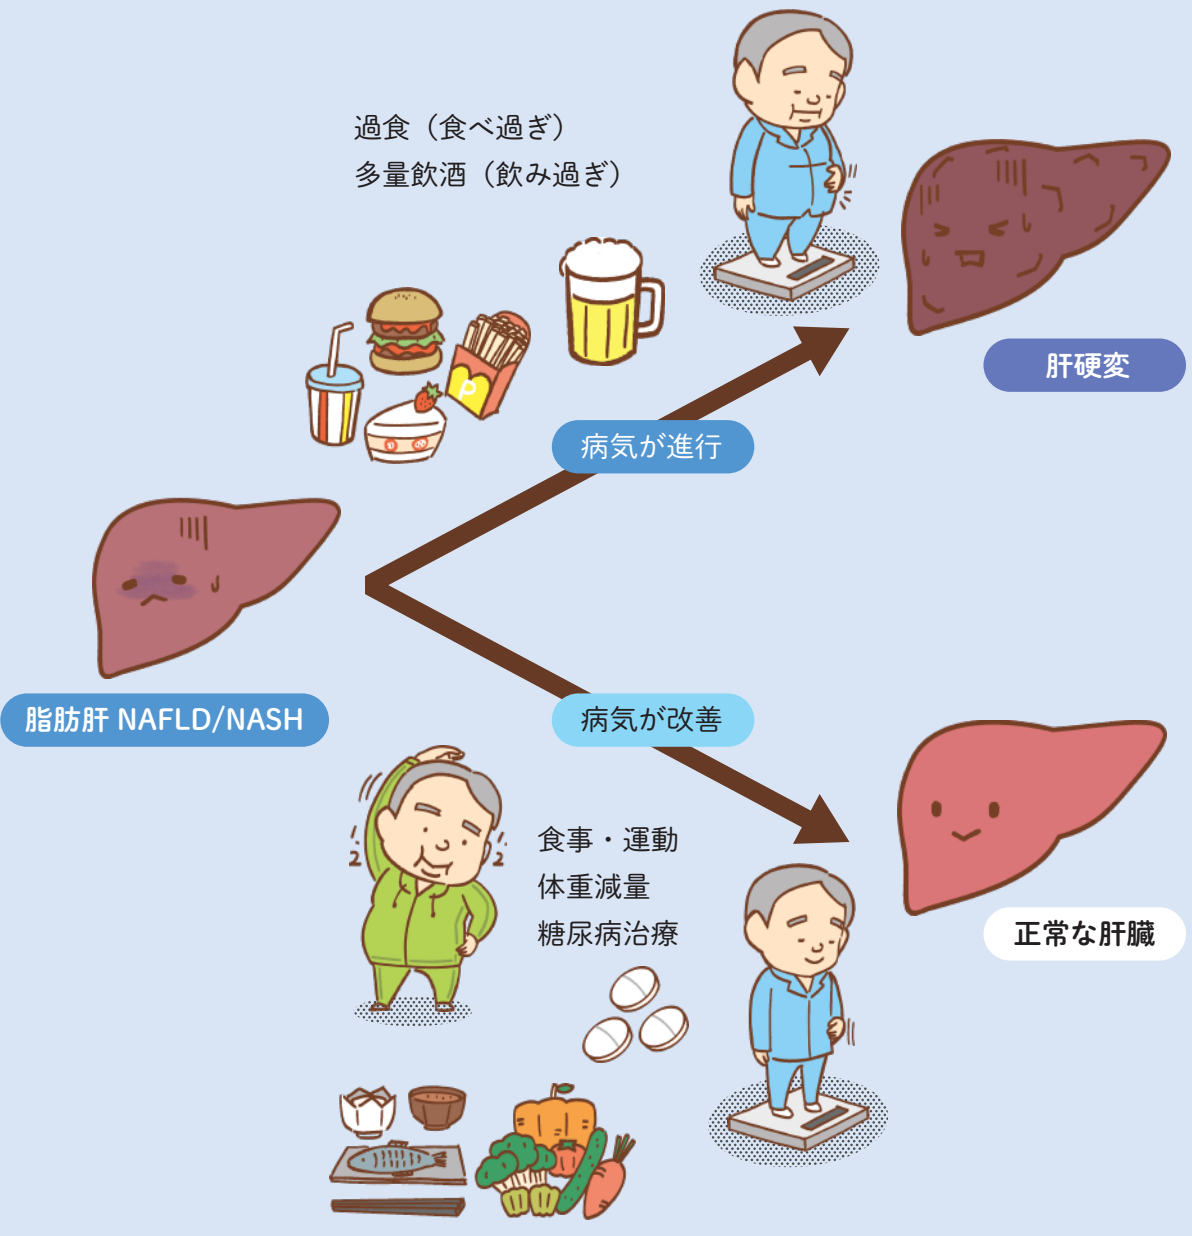 過食（食べ過ぎ）
多量飲酒（飲み過ぎ）
P
肝硬変
病気が進行
脂肪肝 NAFLD/NASH
病気が改善
食事・運動
体重減量
糖尿病治療
正常な肝臓